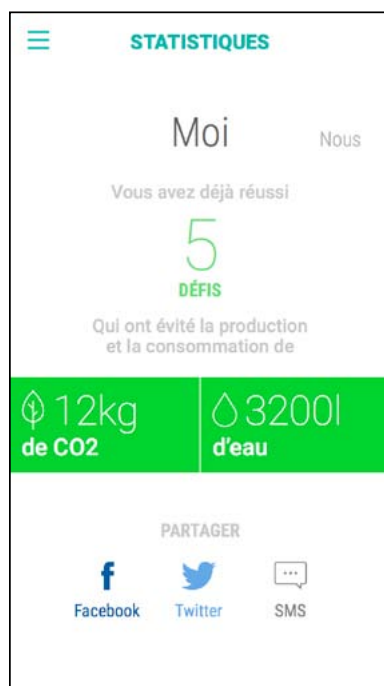 STATISTIQUES
Moi
Nous
Vous avez déjà réussi
5
DÉFIS
Qui ont évité la production
et la consommation de
12kg
de CO2
3200l
d'eau
PARTAGER
Facebook
Twitter
SMS